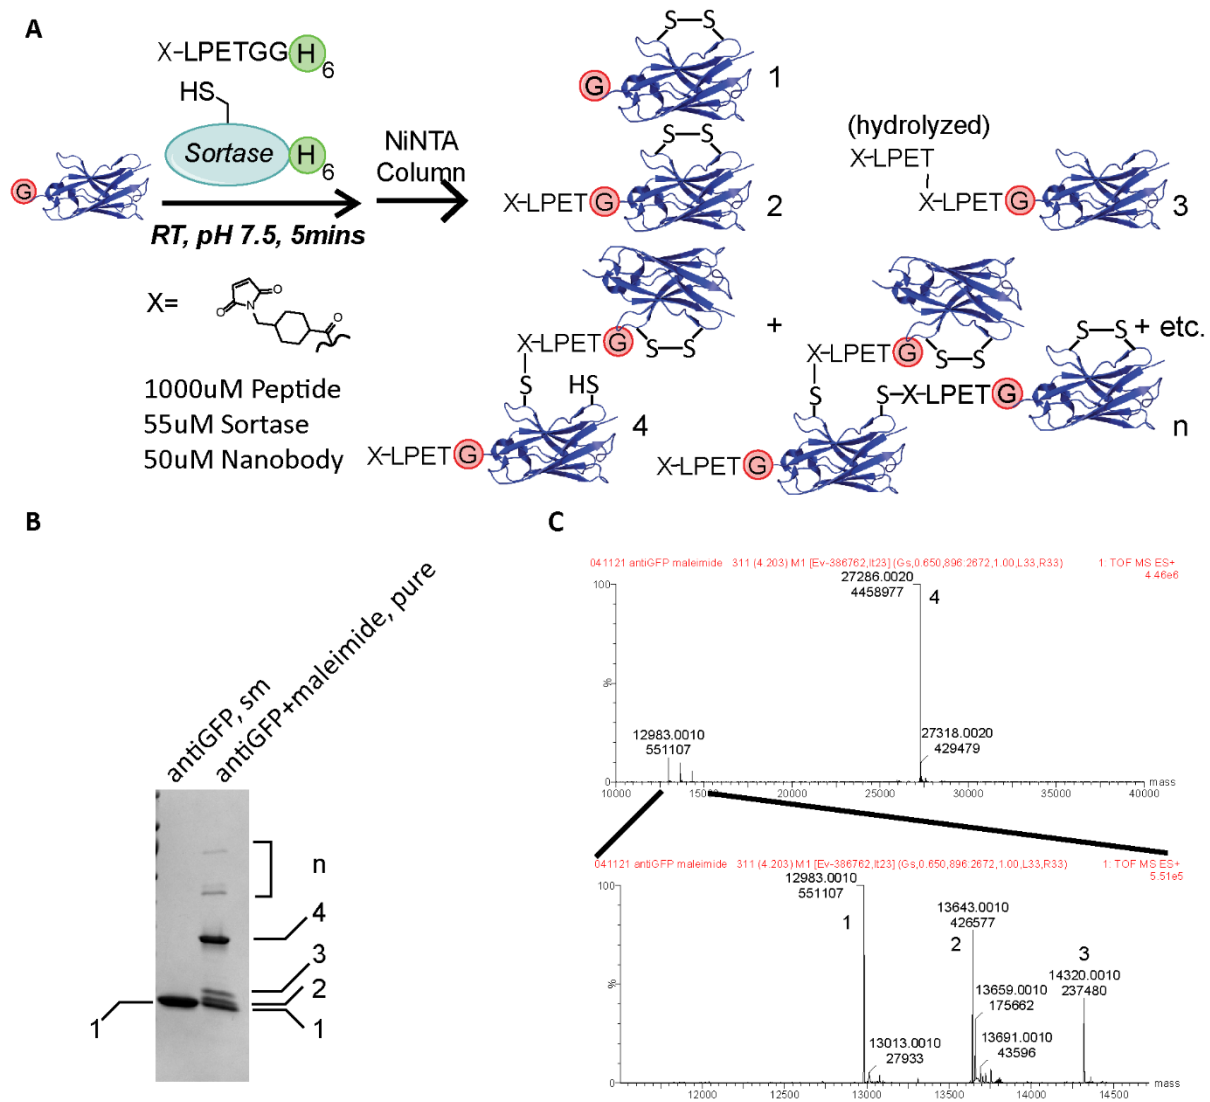 A
X-LPETGG H 6
HS
Sortase H 6
G
RT, pH 7.5, 5mins
NiNTA
Column
X=
N
O
O
O
1000uM Peptide
55uM Sortase
50uM Nanobody
S-S
G
1
S-S
X-LPET G
2
(hydrolyzed)
X-LPET
X-LPET G
3
X-LPET G
S-S
S
HS
X-LPET G
4
+
X-LPET G
S-S
S
S-X-LPET G
S-S
+ etc.
X-LPET G
n
B
antiGFP, sm
antiGFP+maleimide, pure
n
4
3
2
1
1
C
041121 antiGFP maleimide 311 (4.203) M1 [Ev-386762,It23] (Gs,0.650,896:2672,1.00,L33,R33)
1: TOF MS ES+
4.46e6
27286.0020
4458977
4
100
%
0
12983.0010
551107
27318.0020
429479
10000 15000 20000 25000 30000 35000 40000 mass
041121 antiGFP maleimide 311 (4.203) M1 [Ev-386762,It23] (Gs,0.650,896:2672,1.00,L33,R33)
1: TOF MS ES+
5.51e5
12983.0010
551107
1
100
%
0
13013.0010
27933
13643.0010
426577
2
13659.0010
175662
13691.0010
43596
3
14320.0010
237480
12000 12500 13000 13500 14000 14500 mass